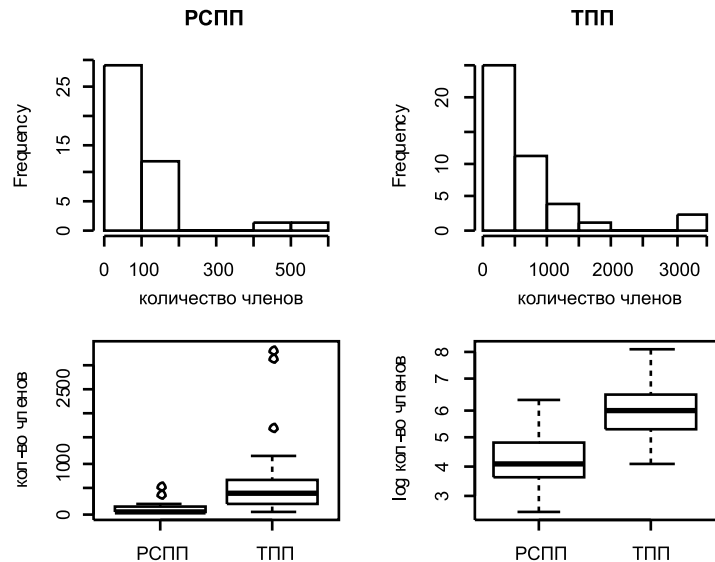 РСПП
ТПП
Frequency
25
15
5
0
0 100 300 500
количество членов
Frequency
20
10
5
0
0 1000 2000 3000
количество членов
кол-во членов
2500
1000
0
РСПП ТПП
log кол-во членов
8
7
6
5
4
3
РСПП ТПП